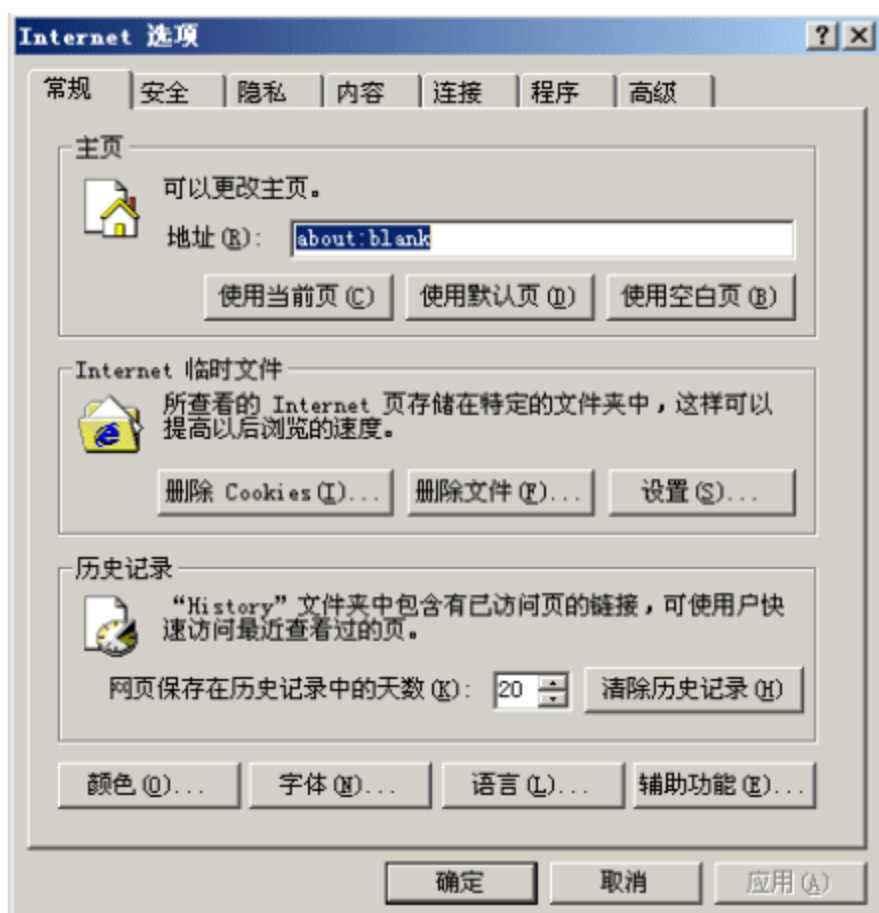 Internet 选项
常规 安全 隐私 内容 连接 程序 高级
主页
可以更改主页。
地址(R): about:blank
使用当前页(C) 使用默认页(D) 使用空白页(B)
Internet 临时文件
所查看的 Internet 页存储在特定的文件夹中，这样可以
提高以后浏览的速度。
删除 Cookies(I)... 删除文件(F)... 设置(S)...
历史记录
“History”文件夹中包含有已访问页的链接，可使用户快
速访问最近查看过的页。
网页保存在历史记录中的天数(K): 20 清除历史记录(H)
颜色(O)... 字体(N)... 语言(L)... 辅助功能(E)...
确定 取消 应用(A)